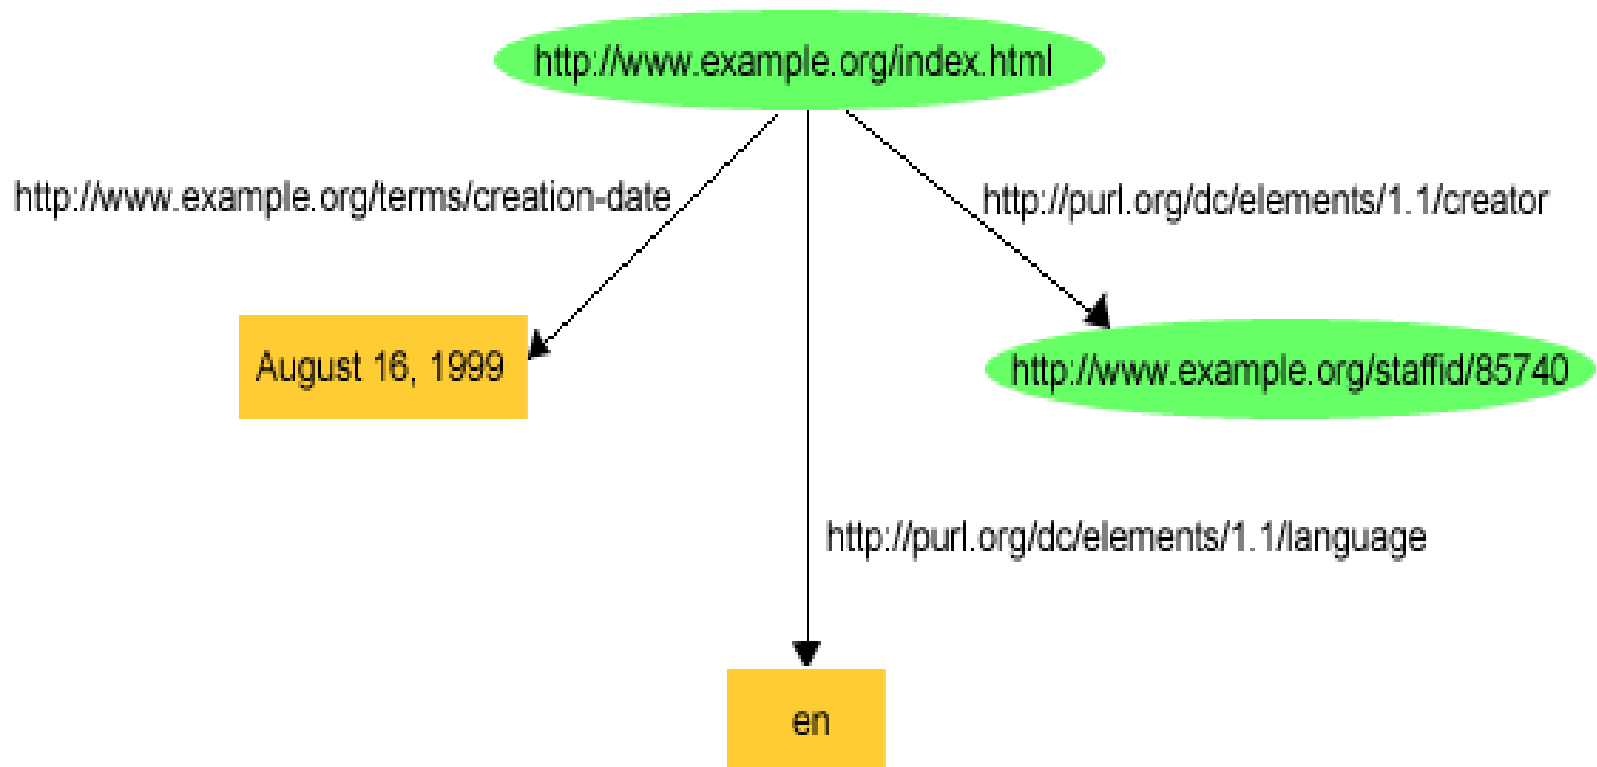 http://www.example.org/index.html
http://www.example.org/terms/creation-date
http://purl.org/dc/elements/1.1/creator
August 16, 1999
http://www.example.org/staffid/85740
http://purl.org/dc/elements/1.1/language
en